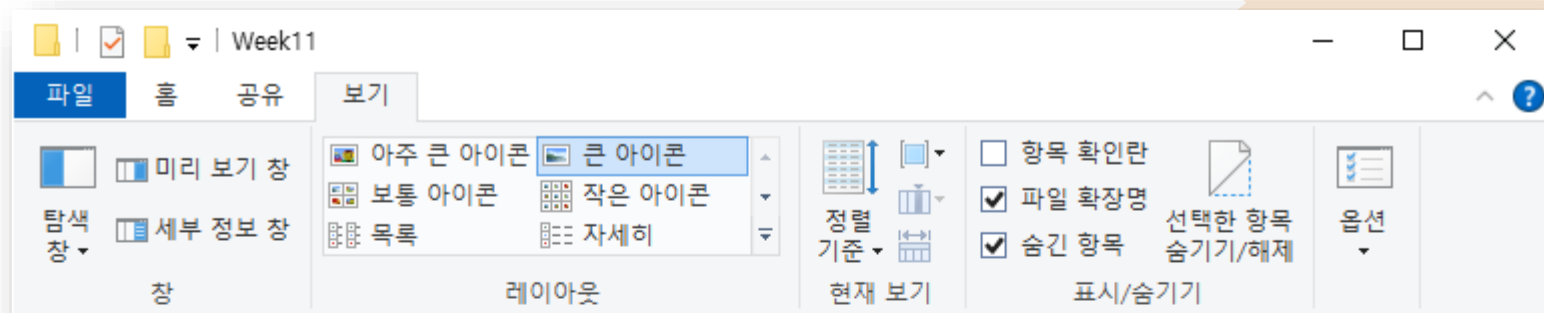 Week11
파일 홈 공유 보기
탐색 창
미리 보기 창
세부 정보 창
창
아주 큰 아이콘 큰 아이콘
보통 아이콘 작은 아이콘
목록 자세히
레이아웃
정렬
기준
현재 보기
항목 확인란
파일 확장명
숨긴 항목
선택한 항목
숨기기/해제
표시/숨기기
옵션
?